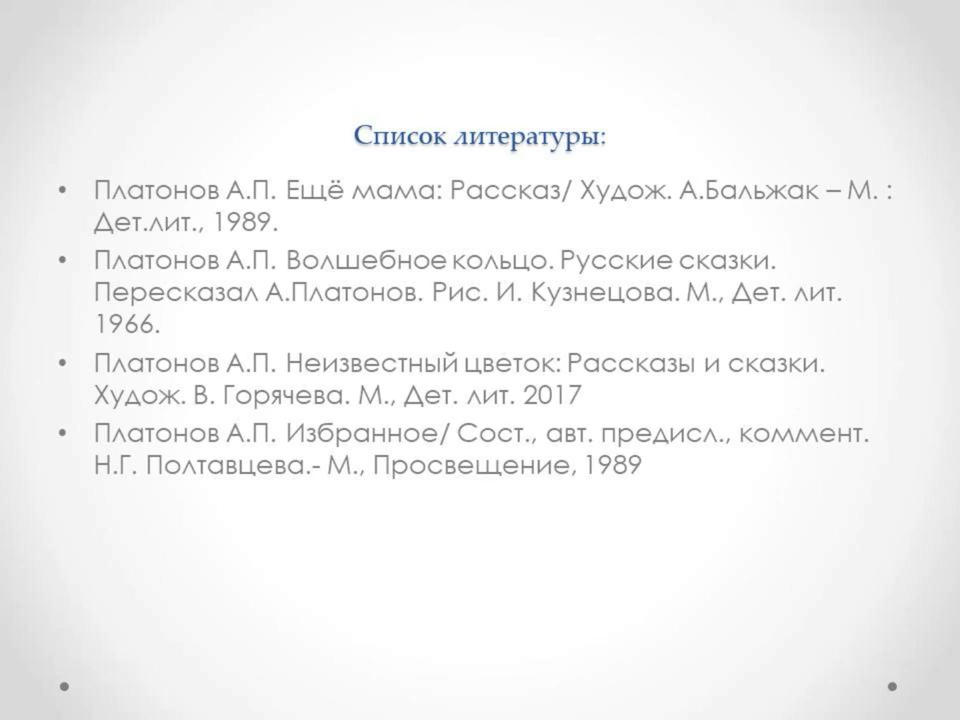 Список литературы:
• Платонов А.П. Ещё мама: Рассказ/ Худож. А.Бальжак – М. :
Дет.лит., 1989.
• Платонов А.П. Волшебное кольцо. Русские сказки.
Пересказал А.Платонов. Рис. И. Кузнецова. М., Дет. лит.
1966.
• Платонов А.П. Неизвестный цветок: Рассказы и сказки.
Худож. В. Горячева. М., Дет. лит. 2017
• Платонов А.П. Избранное/ Сост., авт. предисл., коммент.
Н.Г. Полтавцева.- М., Просвещение, 1989